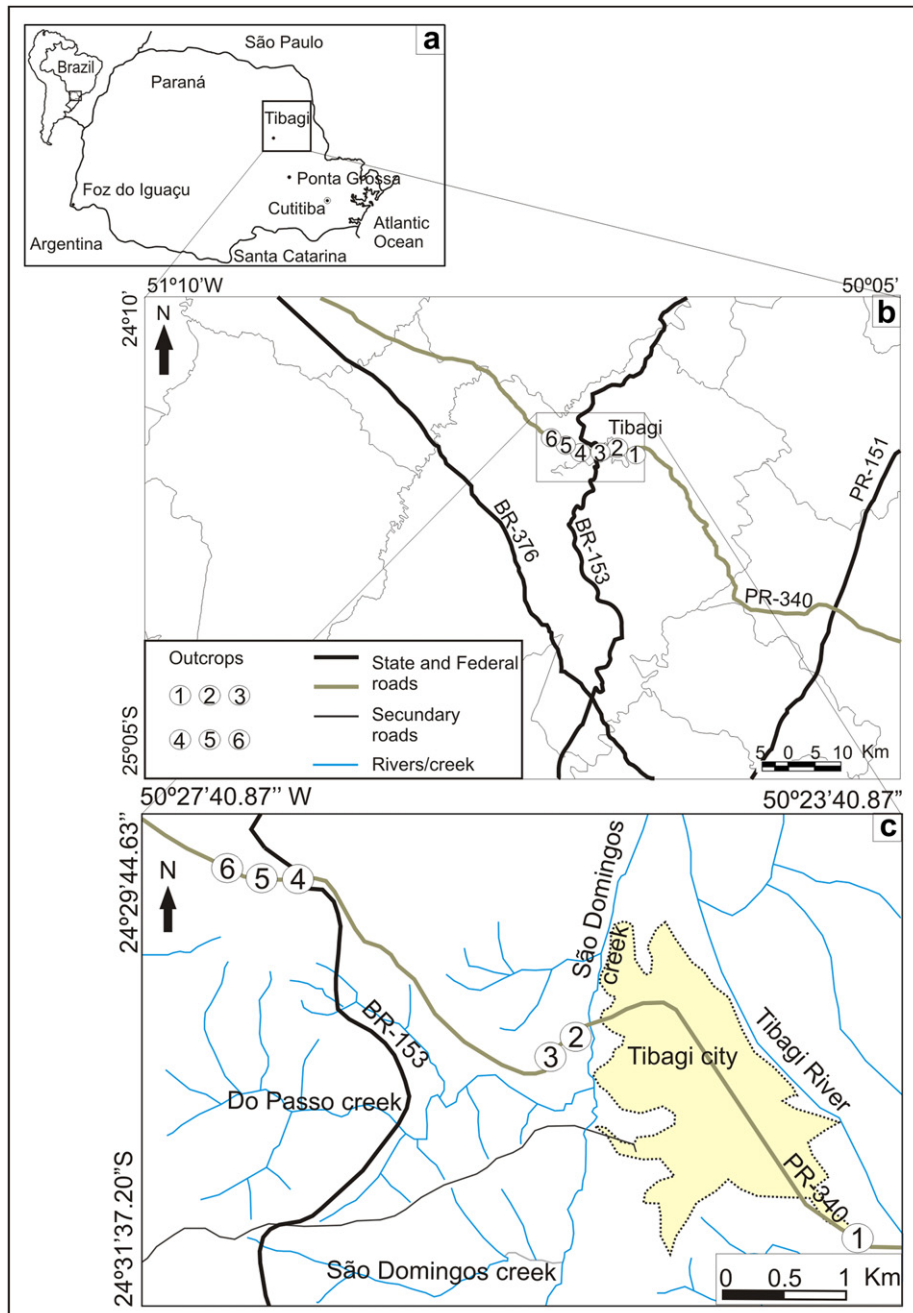 a
São Paulo
Brazil
Paraná
Tibagi
Foz do Iguaçu
Ponta Grossa
Cutitiba
Atlantic
Ocean
Argentina
Santa Catarina
51º10'W
50º05'
24º10'
N
b
Tibagi
6 5 4 3 2 1
PR-151
BR-376
BR-153
PR-340
Outcrops
1 2 3
4 5 6
State and Federal
roads
Secundary
roads
Rivers/creek
25º05'S
5 0 5 10 Km
50º27'40.87'' W
50º23'40.87''
24º29'44.63''
N
c
6 5 4
São Domingos
creek
BR-153
3 2
Tibagi city
Tibagi River
Do Passo creek
PR-340
1
São Domingos creek
24º31'37.20"S
0 0.5 1 Km